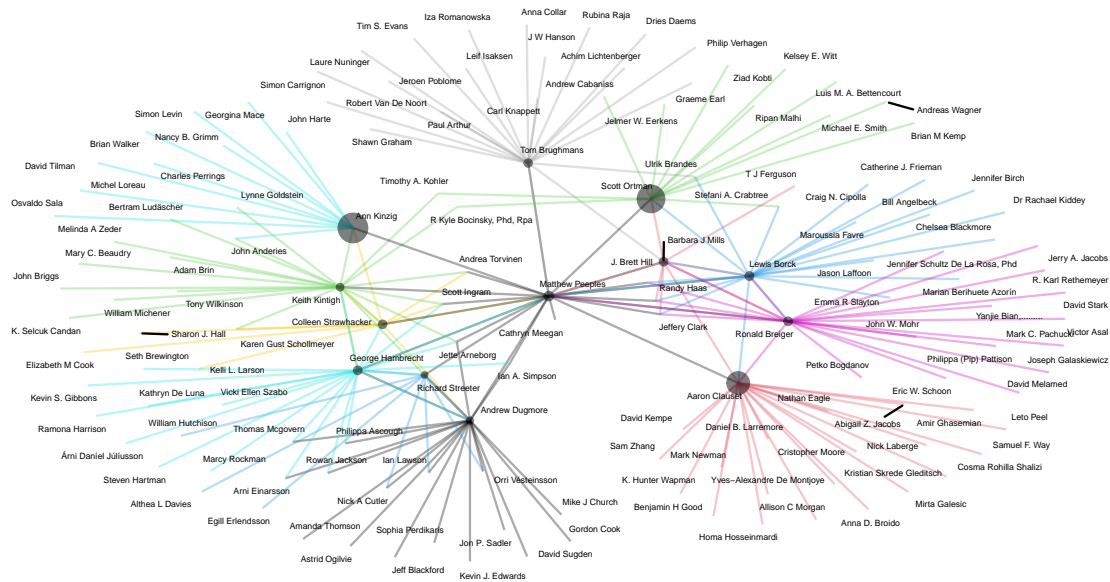 Anna Collar
Iza Romanowska
Rubina Raja
Dries Daems
Tim S. Evans
J W Hanson
Philip Verhagen
Leif Isaksen
Achim Lichtenberger
Kelsey E. Witt
Laure Nuninger
Ziad Kobti
Jeroen Poblome
Andrew Cabaniss
Simon Carrignon
Luis M. A. Bettencourt
Robert Van De Noort
Graeme Earl
Andreas Wagner
Simon Levin
Georgina Mace
Carl Knappett
Jelmer W. Eerkens
Ripan Malhi
John Harte
Paul Arthur
Michael E. Smith
Nancy B. Grimm
Brian M Kemp
Brian Walker
Shawn Graham
Tom Brughmans
Ulrik Brandes
Catherine J. Frieman
David Tilman
Charles Perrings
T J Ferguson
Timothy A. Kohler
Scott Ortman
Jennifer Birch
Michel Loreau
Lynne Goldstein
Stefani A. Crabtree
Craig N. Cipolla
Dr Rachael Kiddey
Osvaldo Sala
Bertram Ludäscher
Bill Angelbeck
Ann Kinzig
R Kyle Bocinsky, Phd, Rpa
Melinda A Zeder
Chelsea Blackmore
Maroussia Favre
Barbara J Mills
Mary C. Beaudry
John Anderies
Andrea Torvinen
J. Brett Hill
Lewis Borck
Jennifer Schultz De La Rosa, Phd
Jerry A. Jacobs
Adam Brin
Jason Laffoon
John Briggs
Matthew Peeples
Randy Haas
R. Karl Rethemeyer
Keith Kintigh
Scott Ingram
Marian Berihuete Azorín
Tony Wilkinson
Emma R Slayton
David Stark
William Michener
Yanjie Bian,.........
Colleen Strawhacker
Jeffery Clark
John W. Mohr
K. Selcuk Candan
Sharon J. Hall
Cathryn Meegan
Ronald Breiger
Mark C. Pachucki
Victor Asal
Karen Gust Schollmeyer
Seth Brewington
George Hambrecht
Jette Arneborg
Philippa (Pip) Pattison
Joseph Galaskiewicz
Elizabeth M Cook
Kelli L. Larson
Petko Bogdanov
Ian A. Simpson
Eric W. Schoon
David Melamed
Kevin S. Gibbons
Kathryn De Luna
Vicki Ellen Szabo
Richard Streeter
Aaron Clauset
Nathan Eagle
Andrew Dugmore
David Kempe
Leto Peel
William Hutchison
Abigail Z. Jacobs
Amir Ghasemian
Ramona Harrison
Thomas Mcgovern
Philippa Ascough
Daniel B. Larremore
Sam Zhang
Nick Laberge
Samuel F. Way
Árni Daniel Júliusson
Mark Newman
Cristopher Moore
Marcy Rockman
Rowan Jackson
Ian Lawson
Cosma Rohilla Shalizi
Steven Hartman
Kristian Skrede Gleditsch
Orri Vesteinsson
K. Hunter Wapman
Yves−Alexandre De Montjoye
Arni Einarsson
Althea L Davies
Nick A Cutler
Mike J Church
Benjamin H Good
Allison C Morgan
Mirta Galesic
Egill Erlendsson
Gordon Cook
Anna D. Broido
Amanda Thomson
Sophia Perdikaris
Homa Hosseinmardi
Jon P. Sadler
David Sugden
Astrid Ogilvie
Jeff Blackford
Kevin J. Edwards